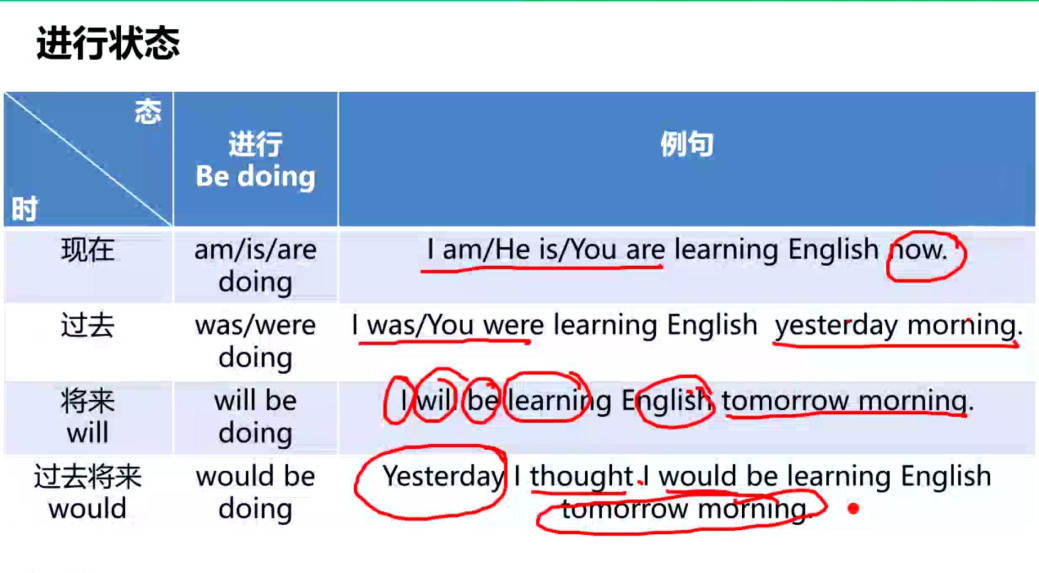 进行状态
态
时
进行
Be doing
例句
现在
am/is/are
doing
I am/He is/You are learning English now.
过去
was/were
doing
I was/You were learning English yesterday morning.
将来
will
will be
doing
I will be learning English tomorrow morning.
过去将来
would
would be
doing
Yesterday I thought I would be learning English
tomorrow morning.